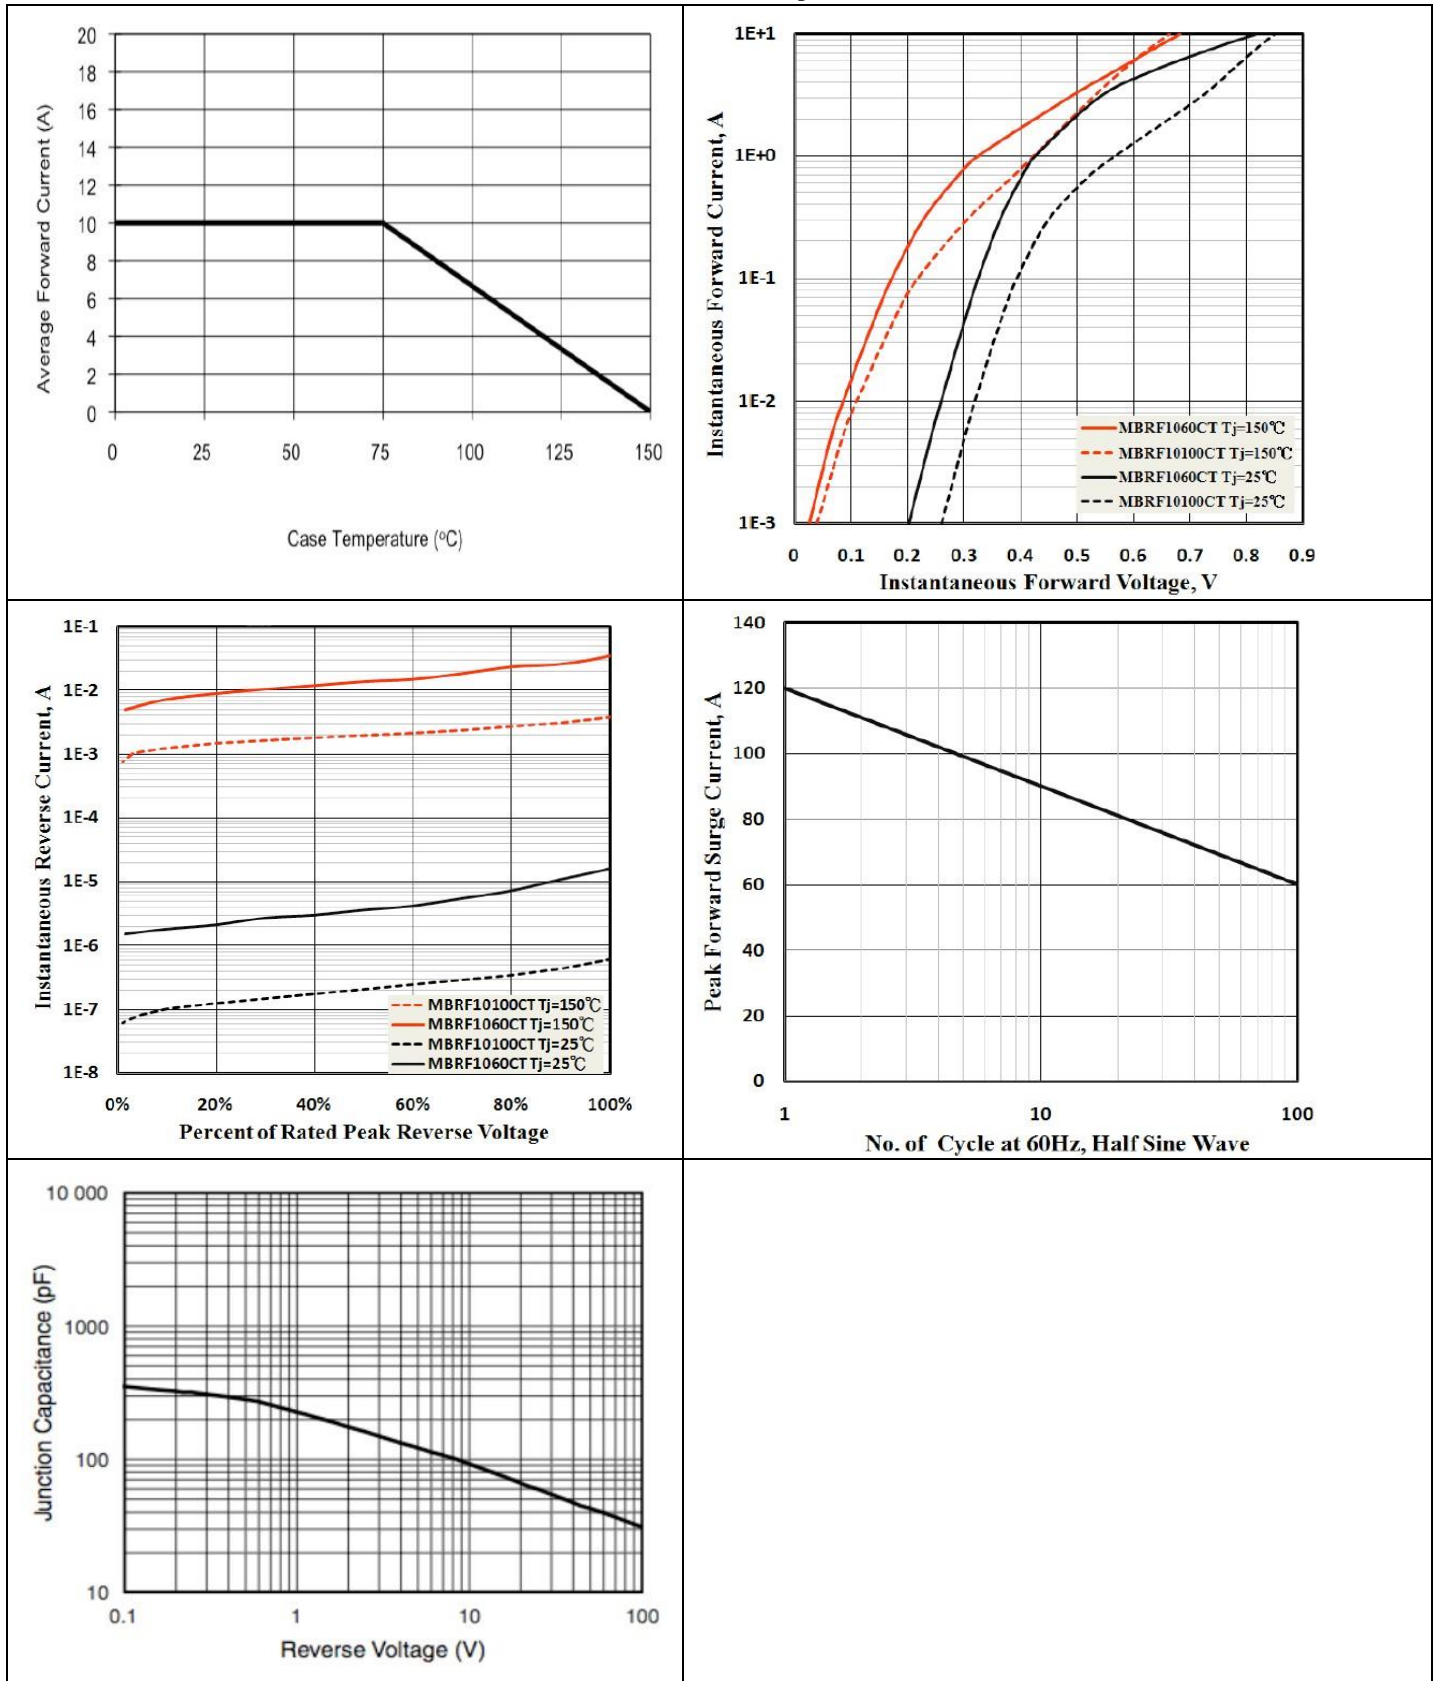 20
18
16
14
12
10
8
6
4
2
0
Average Forward Current (A)
0 25 50 75 100 125 150
Case Temperature (ºC)
1E+1
1E+0
1E-1
1E-2
1E-3
Instantaneous Forward Current, A
MBRF1060CT Tj=150℃
MBRF10100CT Tj=150℃
MBRF1060CT Tj=25℃
MBRF10100CT Tj=25℃
0 0.1 0.2 0.3 0.4 0.5 0.6 0.7 0.8 0.9
Instantaneous Forward Voltage, V
1E-1
1E-2
1E-3
1E-4
1E-5
1E-6
1E-7
1E-8
Instantaneous Reverse Current, A
MBRF10100CT Tj=150℃
MBRF1060CT Tj=150℃
MBRF10100CT Tj=25℃
MBRF1060CT Tj=25℃
0% 20% 40% 60% 80% 100%
Percent of Rated Peak Reverse Voltage
140
120
100
80
60
40
20
0
Peak Forward Surge Current, A
1 10 100
No. of Cycle at 60Hz, Half Sine Wave
10 000
1000
100
10
Junction Capacitance (pF)
0.1 1 10 100
Reverse Voltage (V)